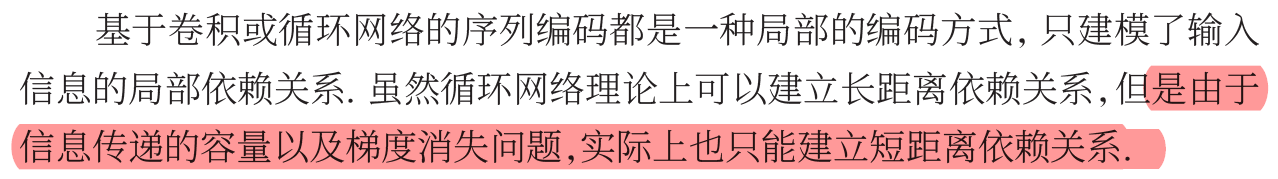 基于卷积或循环网络的序列编码都是一种局部的编码方式, 只建模了输入
信息的局部依赖关系. 虽然循环网络理论上可以建立长距离依赖关系, 但是由于
信息传递的容量以及梯度消失问题, 实际上也只能建立短距离依赖关系.